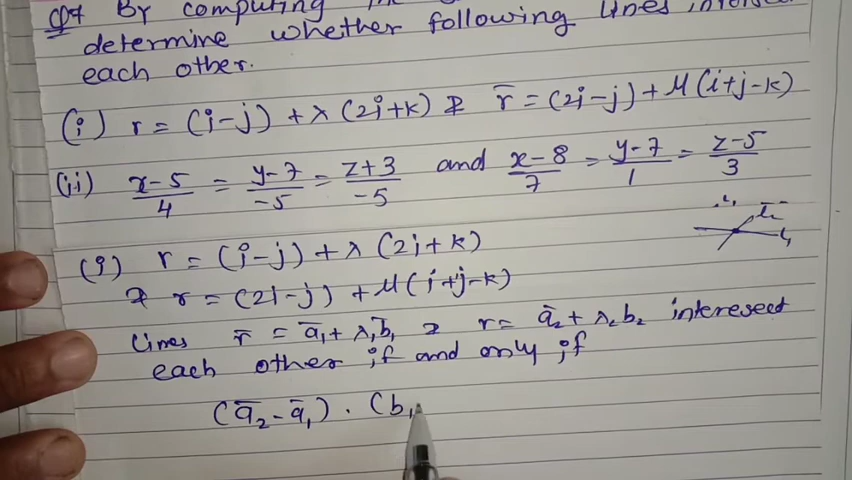 Q7 By computing
determine whether following lines
each other.
(i) r = (i-j) + λ (2i+k) & r̄ = (2i-j) + μ (i+j-k)
(ii) x-5/4 = y-7/-5 = z+3/-5 and x-8/7 = y-7/1 = z-5/3
(i) r = (i-j) + λ (2i+k)
& r = (2i-j) + μ (i+j-k)
Lines r̄ = ā₁ + λ₁b̄₁ & r = ā₂ + λ₂b₂ interesect
each other if and only if
(ā₂ - ā₁) . (b₁